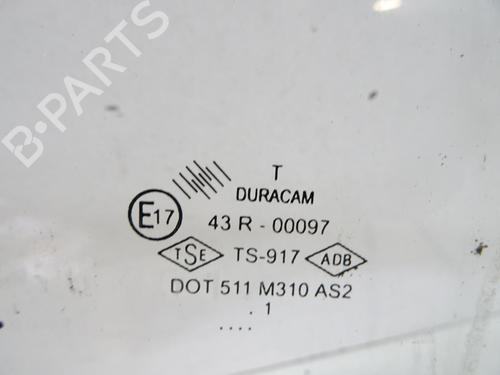 B-PARTS
T
DURACAM
E17
43 R - 00097
TSE TS-917 ADB
DOT 511 M310 AS2
. 1
....